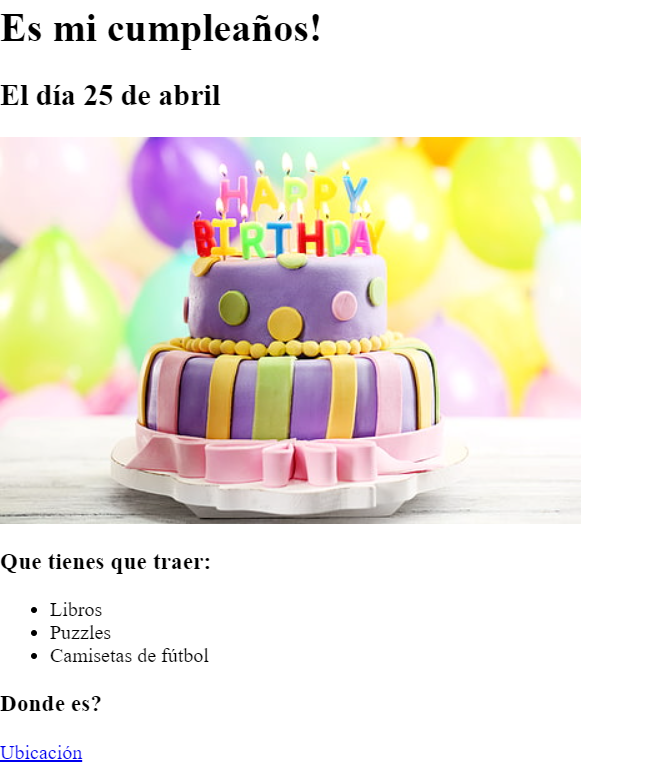 Es mi cumpleaños!
El día 25 de abril
HAPPY
BIRTHDAY
Que tienes que traer:
Libros
Puzzles
Camisetas de fútbol
Donde es?
Ubicación